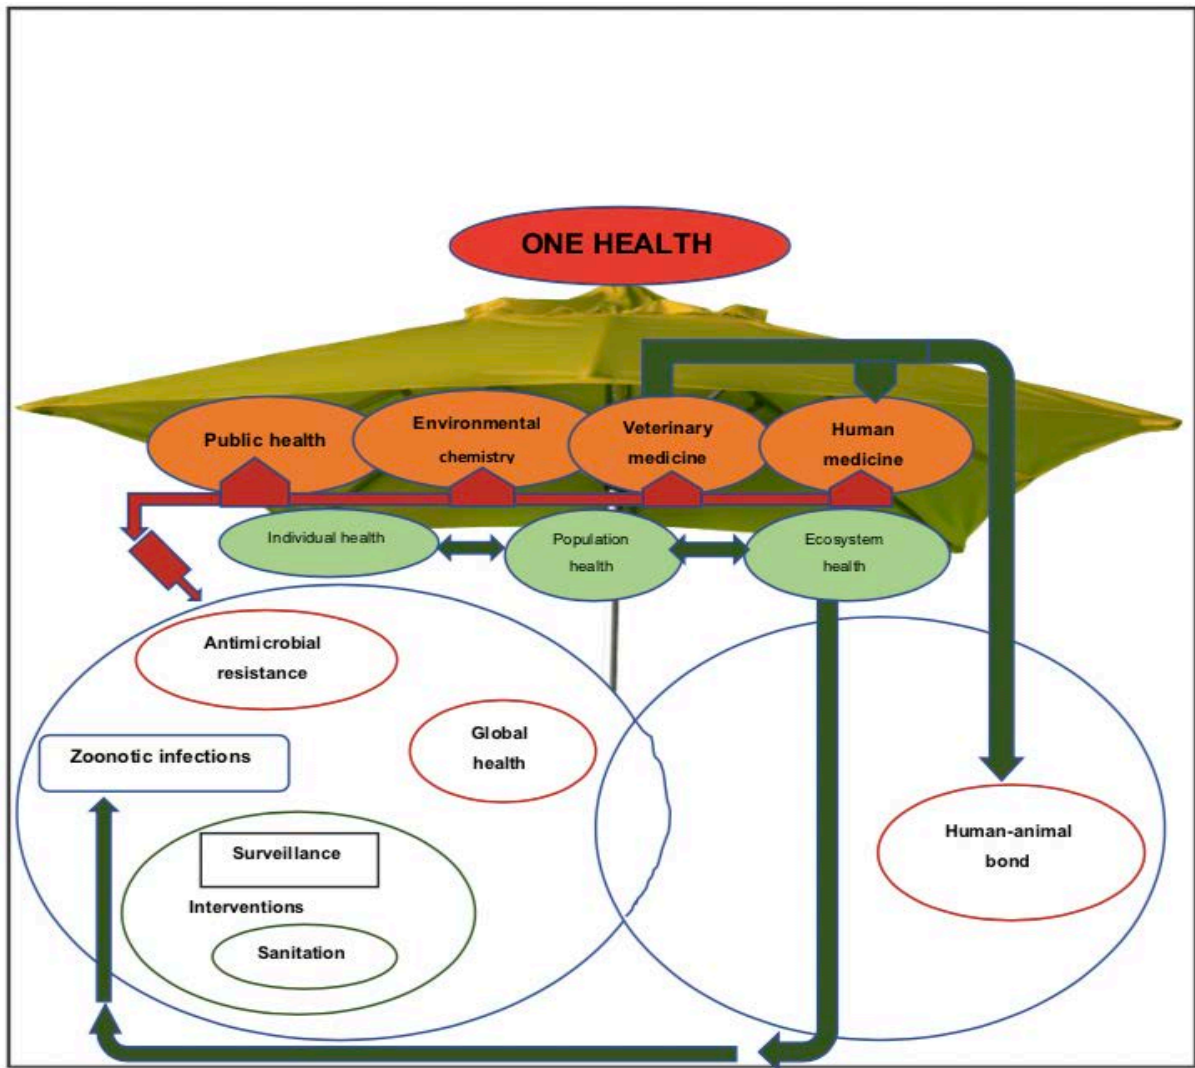 ONE HEALTH
Public health
Environmental
chemistry
Veterinary
medicine
Human
medicine
Individual health
Population
health
Ecosystem
health
Antimicrobial
resistance
Global
health
Zoonotic infections
Surveillance
Interventions
Sanitation
Human-animal
bond